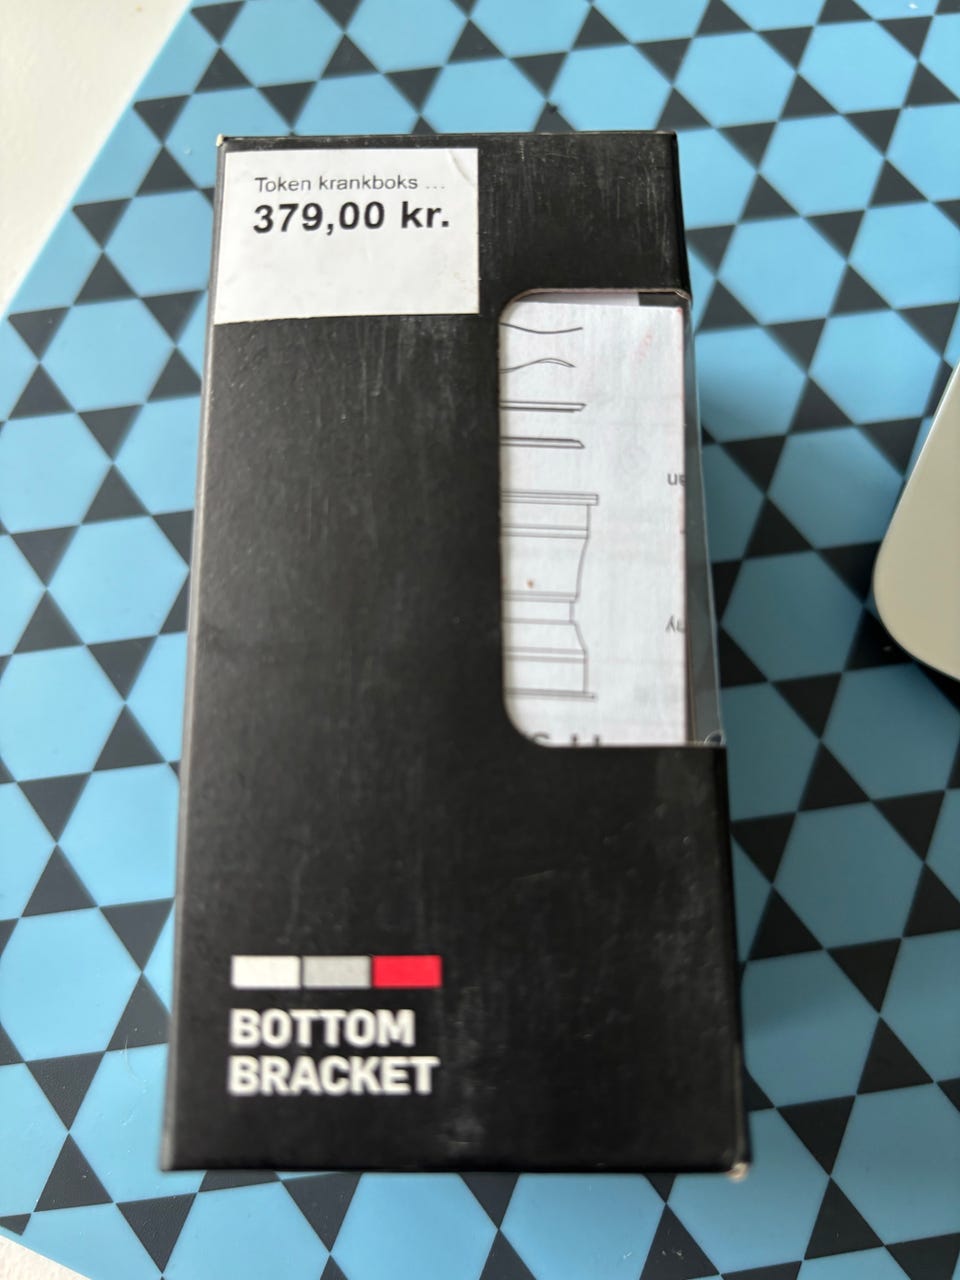 Token krankboks ...
379,00 kr.
BOTTOM
BRACKET